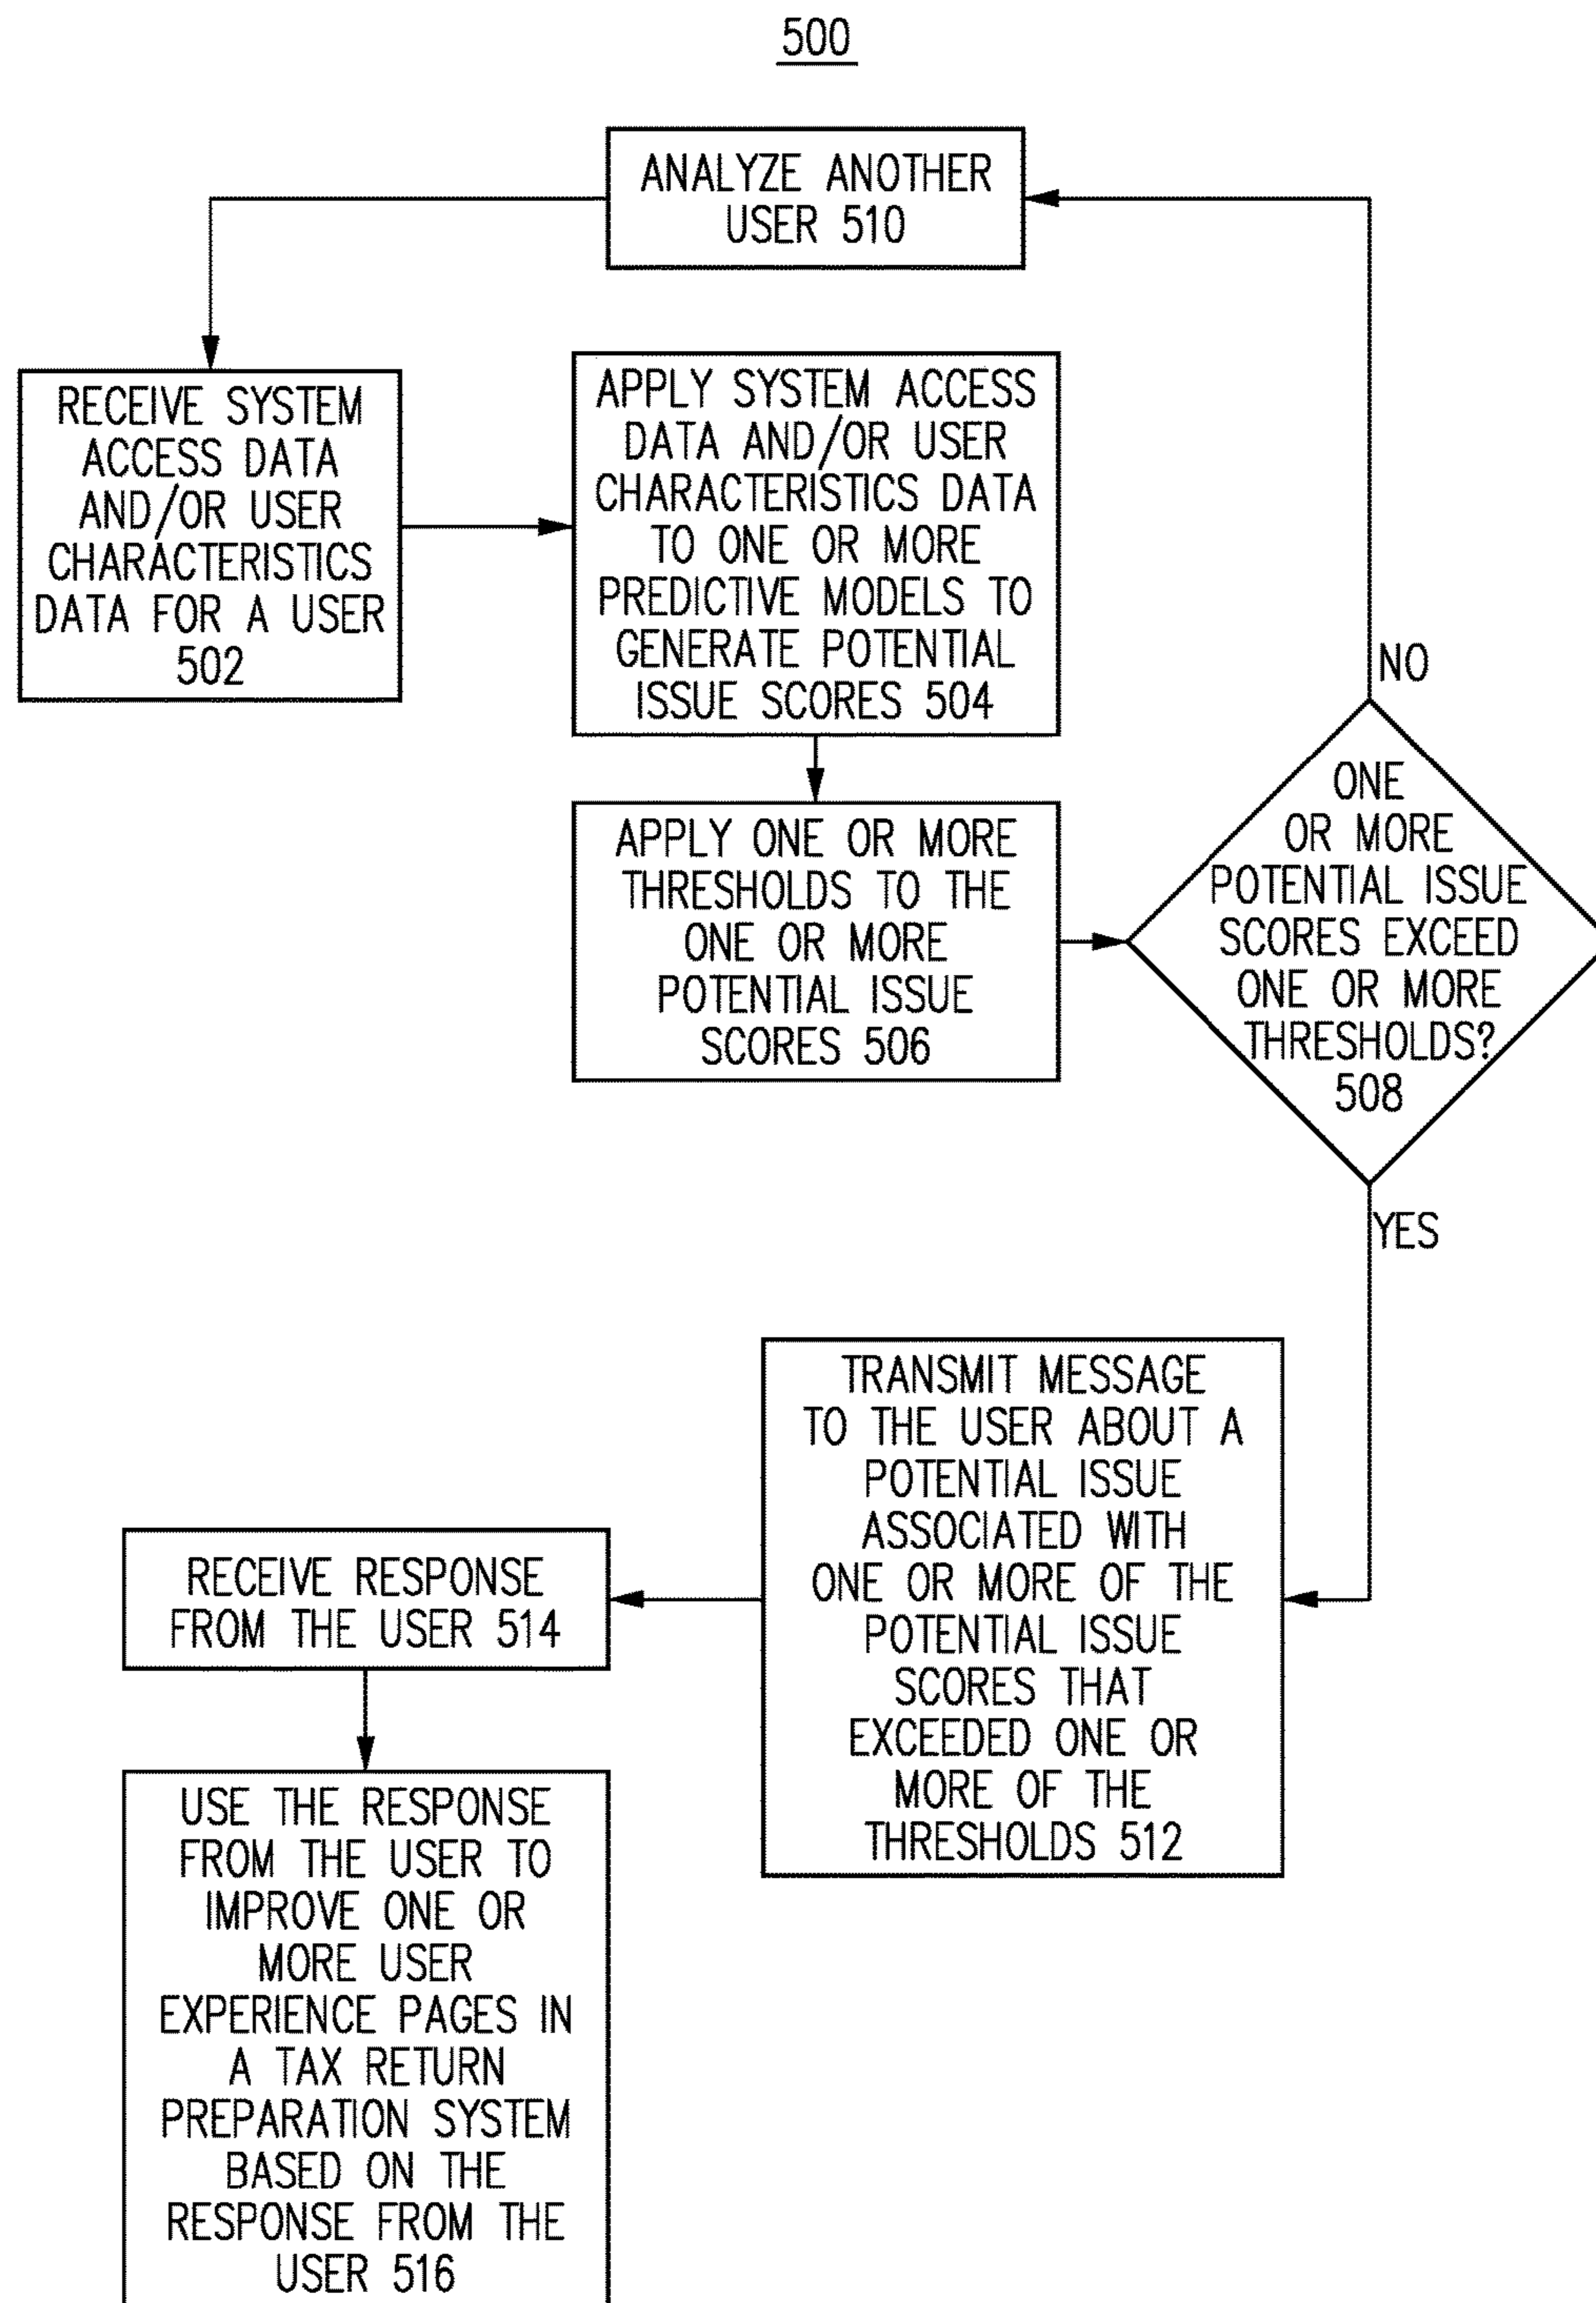 500
ANALYZE ANOTHER
USER 510
RECEIVE SYSTEM
ACCESS DATA
AND/OR USER
CHARACTERISTICS
DATA FOR A USER
502
APPLY SYSTEM ACCESS
DATA AND/OR USER
CHARACTERISTICS DATA
TO ONE OR MORE
PREDICTIVE MODELS TO
GENERATE POTENTIAL
ISSUE SCORES 504
APPLY ONE OR MORE
THRESHOLDS TO THE
ONE OR MORE
POTENTIAL ISSUE
SCORES 506
NO
ONE
OR MORE
POTENTIAL ISSUE
SCORES EXCEED
ONE OR MORE
THRESHOLDS?
508
YES
TRANSMIT MESSAGE
TO THE USER ABOUT A
POTENTIAL ISSUE
ASSOCIATED WITH
ONE OR MORE OF THE
POTENTIAL ISSUE
SCORES THAT
EXCEEDED ONE OR
MORE OF THE
THRESHOLDS 512
RECEIVE RESPONSE
FROM THE USER 514
USE THE RESPONSE
FROM THE USER TO
IMPROVE ONE OR
MORE USER
EXPERIENCE PAGES IN
A TAX RETURN
PREPARATION SYSTEM
BASED ON THE
RESPONSE FROM THE
USER 516